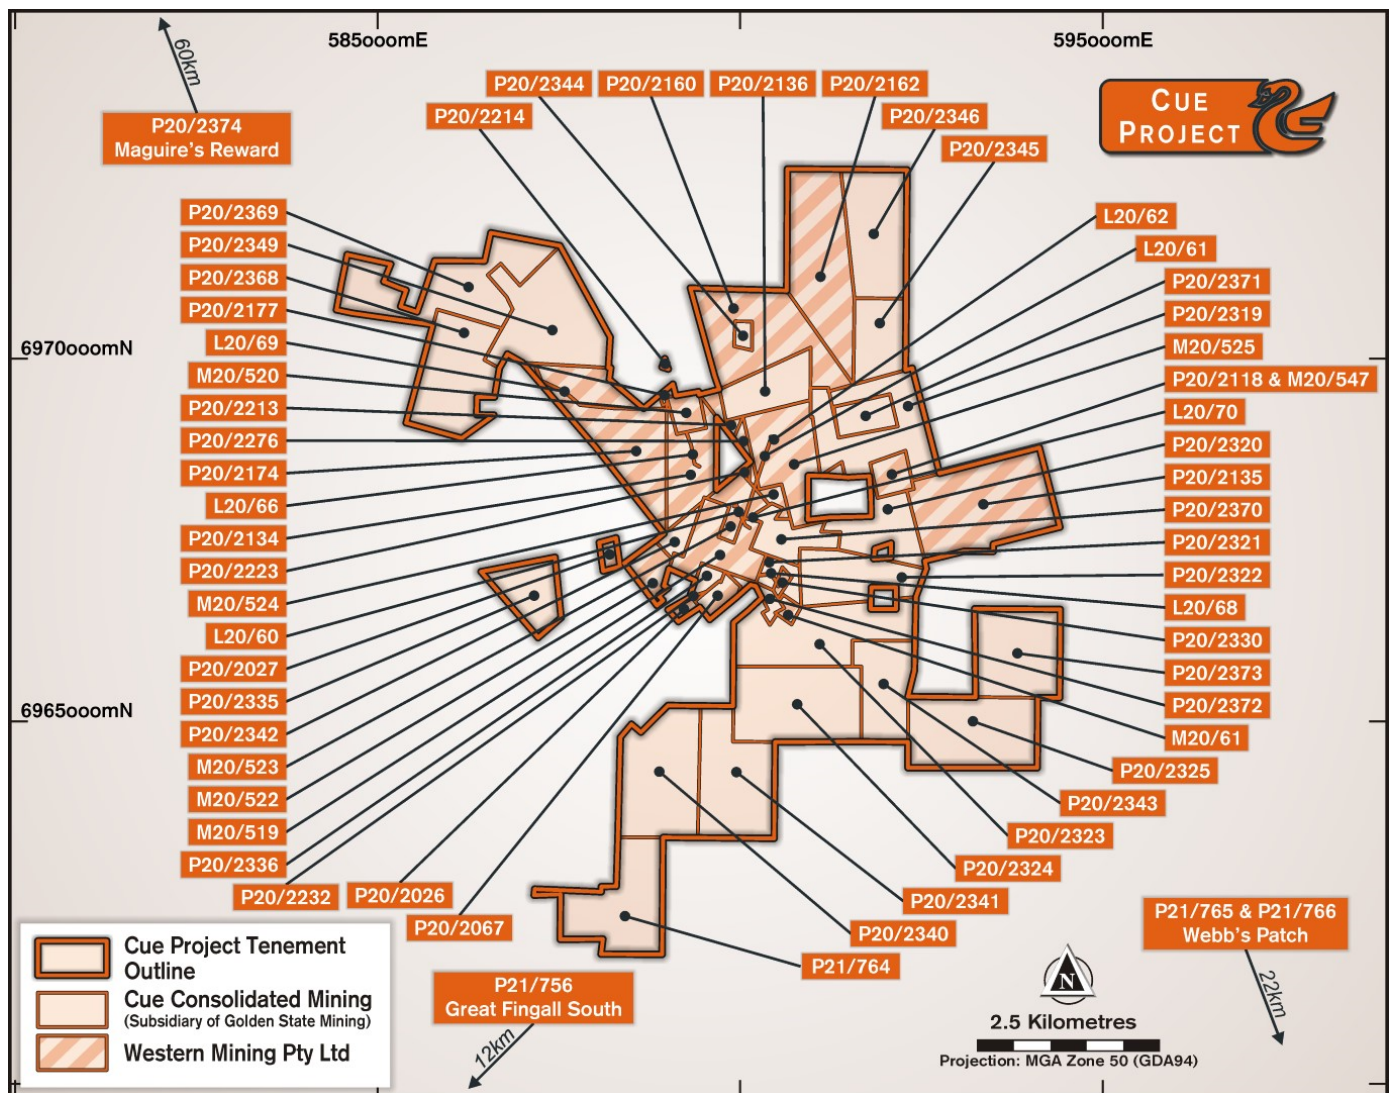 585000mE
595000mE
60km
P20/2374
Maguire's Reward
P20/2344
P20/2160
P20/2136
P20/2162
P20/2214
P20/2346
P20/2345
CUE
PROJECT
P20/2369
P20/2349
P20/2368
P20/2177
L20/69
M20/520
P20/2213
P20/2276
P20/2174
L20/66
P20/2134
P20/2223
M20/524
L20/60
P20/2027
P20/2335
P20/2342
M20/523
M20/522
M20/519
P20/2336
P20/2232
P20/2026
P20/2067
6970000mN
6965000mN
L20/62
L20/61
P20/2371
P20/2319
M20/525
P20/2118 & M20/547
L20/70
P20/2320
P20/2135
P20/2370
P20/2321
P20/2322
L20/68
P20/2330
P20/2373
P20/2372
M20/61
P20/2325
P20/2343
P20/2323
P20/2324
P20/2341
P20/2340
P21/764
P21/765 & P21/766
Webb's Patch
22km
P21/756
Great Fingall South
12km
Cue Project Tenement
Outline
Cue Consolidated Mining
(Subsidiary of Golden State Mining)
Western Mining Pty Ltd
N
2.5 Kilometres
Projection: MGA Zone 50 (GDA94)